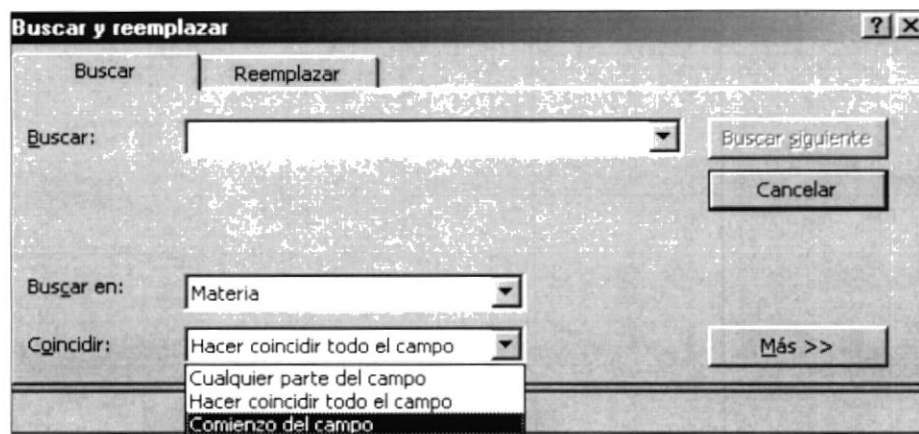 Buscar y reemplazar
Buscar Reemplazar
Buscar: Buscar siguiente
Cancelar
Buscar en: Materia
Coincidir: Hacer coincidir todo el campo Más >>
Cualquier parte del campo
Hacer coincidir todo el campo
Comienzo del campo